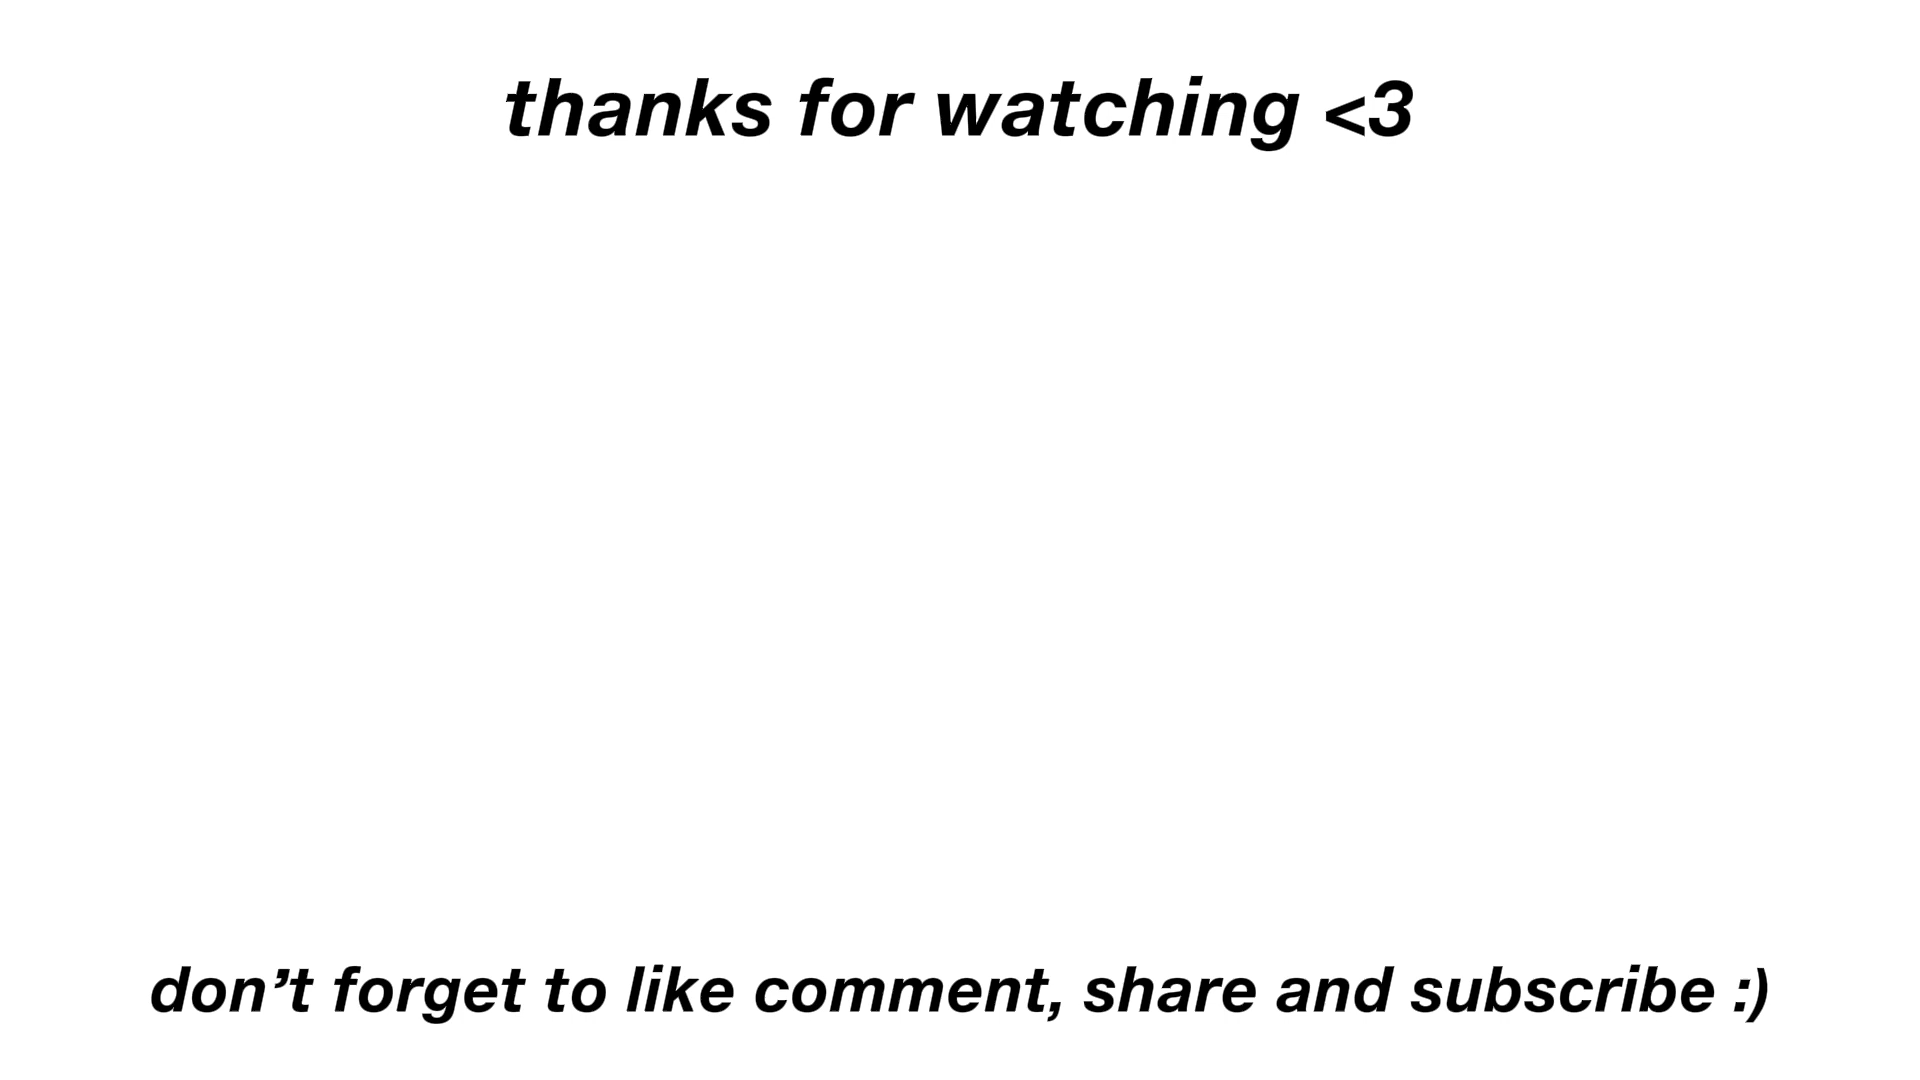 thanks for watching <3
don’t forget to like comment, share and subscribe :)